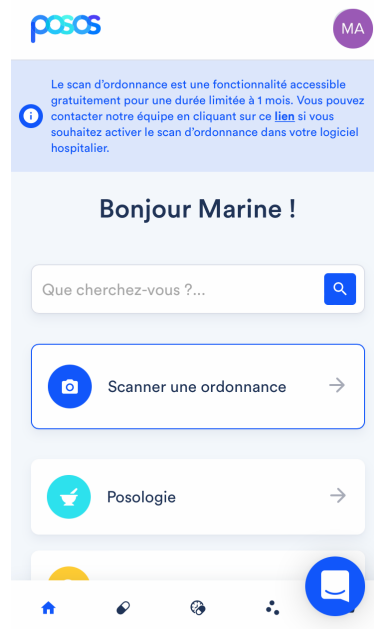 posos
MA
Le scan d'ordonnance est une fonctionnalité accessible
gratuitement pour une durée limitée à 1 mois. Vous pouvez
contacter notre équipe en cliquant sur ce lien si vous
souhaitez activer le scan d'ordonnance dans votre logiciel
hospitalier.
Bonjour Marine !
Que cherchez-vous ?...
Scanner une ordonnance
Posologie